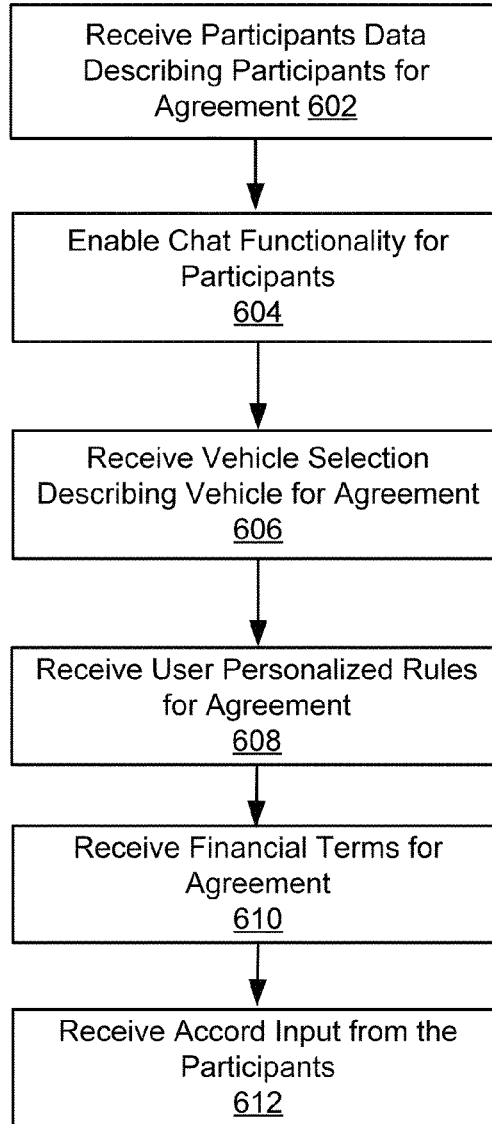 Receive Participants Data
Describing Participants for
Agreement 602
Enable Chat Functionality for
Participants
604
Receive Vehicle Selection
Describing Vehicle for Agreement
606
Receive User Personalized Rules
for Agreement
608
Receive Financial Terms for
Agreement
610
Receive Accord Input from the
Participants
612